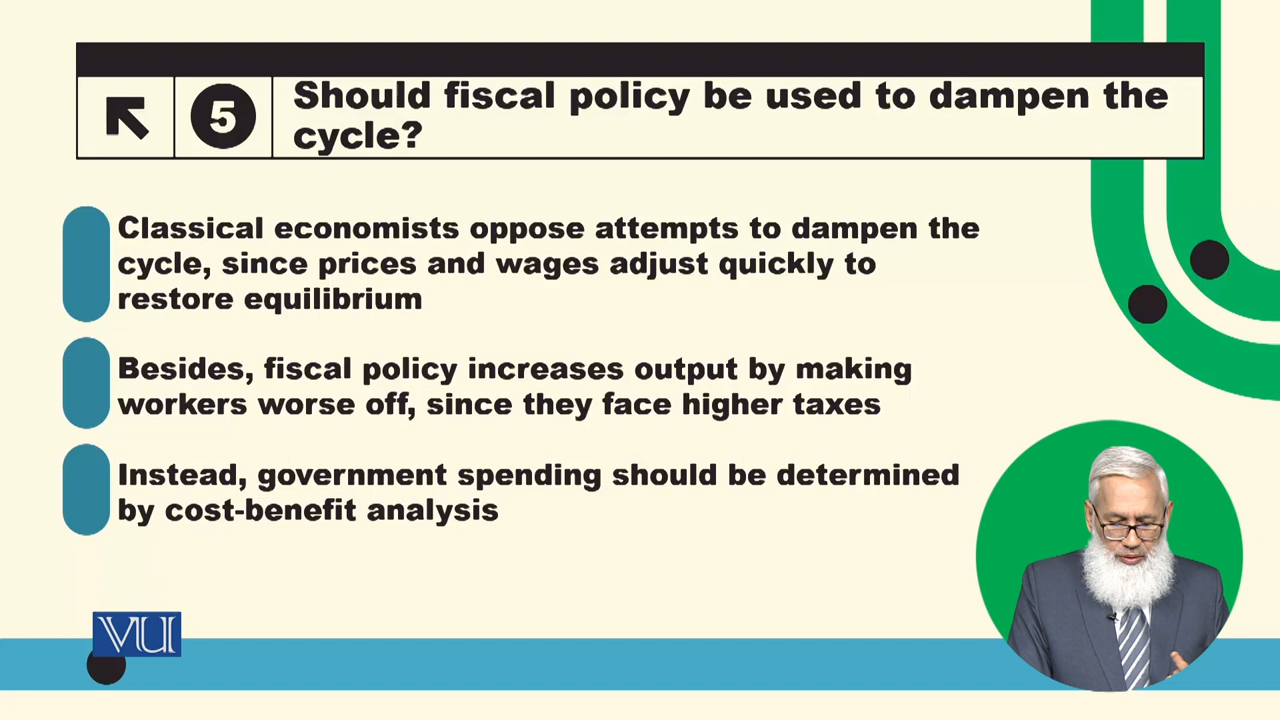 5
Should fiscal policy be used to dampen the
cycle?
Classical economists oppose attempts to dampen the
cycle, since prices and wages adjust quickly to
restore equilibrium
Besides, fiscal policy increases output by making
workers worse off, since they face higher taxes
Instead, government spending should be determined
by cost-benefit analysis
VU